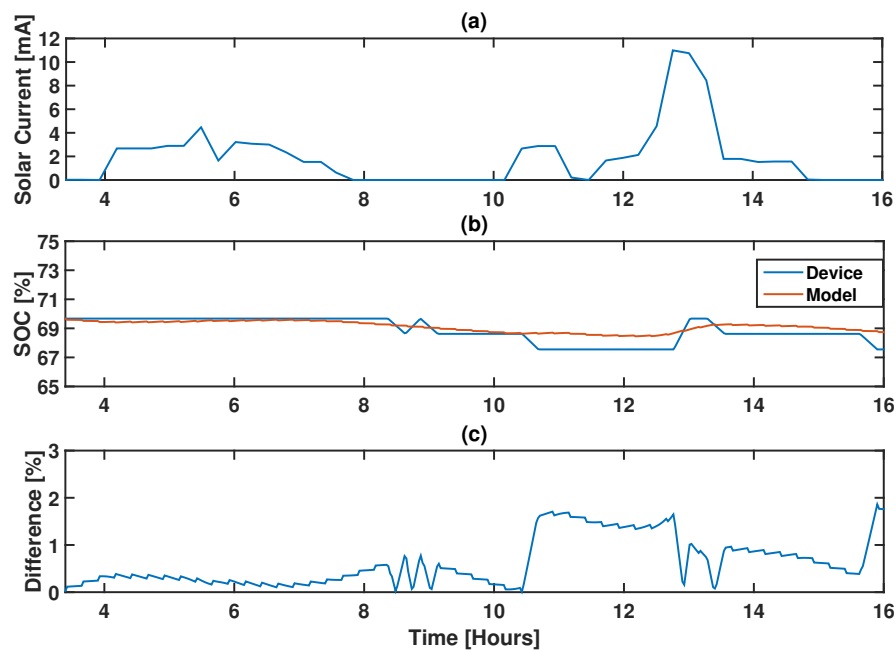 (a)
Solar Current [mA]
12
10
8
6
4
2
0
4 6 8 10 12 14 16
(b)
SOC [%]
75
73
71
69
67
65
Device
Model
4 6 8 10 12 14 16
(c)
Difference [%]
3
2
1
0
4 6 8 10 12 14 16
Time [Hours]